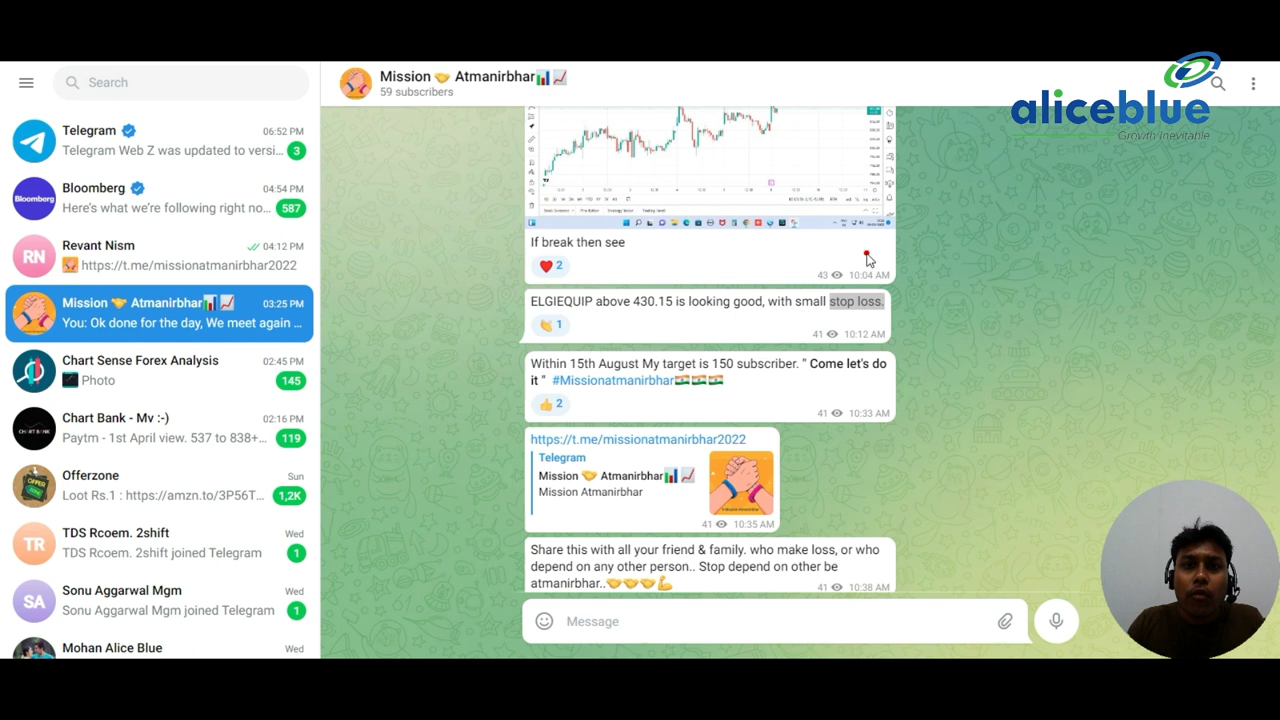 Search
Telegram 06:52 PM
Telegram Web Z was updated to versi... 3
Bloomberg
Bloomberg 04:54 PM
Here's what we're following right no... 587
RN
Revant Nism 04:12 PM
https://t.me/missionatmanirbhar2022
Mission 🤝 Atmanirbhar📊📈 03:25 PM
You: Ok done for the day, We meet again ...
Chart Sense Forex Analysis 02:45 PM
Photo 145
CHART BANK
Chart Bank - Mv :-) 02:16 PM
Paytm - 1st April view. 537 to 838+... 119
Offerzone Sun
Loot Rs.1 : https://amzn.to/3P56T... 1,2K
TR
TDS Rcoem. 2shift Wed
TDS Rcoem. 2shift joined Telegram 1
SA
Sonu Aggarwal Mgm Wed
Sonu Aggarwal Mgm joined Telegram 1
Mohan Alice Blue Wed
Mission 🤝 Atmanirbhar📊📈
59 subscribers
aliceblue
Growth Inevitable
If break then see
❤️ 2
43 10:04 AM
ELGIEQUIP above 430.15 is looking good, with small stop loss.
👏 1
41 10:12 AM
Within 15th August My target is 150 subscriber. " Come let's do
it " #Missionatmanirbhar🇮🇳🇮🇳🇮🇳
👍 2
41 10:33 AM
https://t.me/missionatmanirbhar2022
Telegram
Mission 🤝 Atmanirbhar📊📈
Mission Atmanirbhar
41 10:35 AM
Share this with all your friend & family. who make loss, or who
depend on any other person.. Stop depend on other be
atmanirbhar..🤝🤝🤝💪
41 10:38 AM
Message